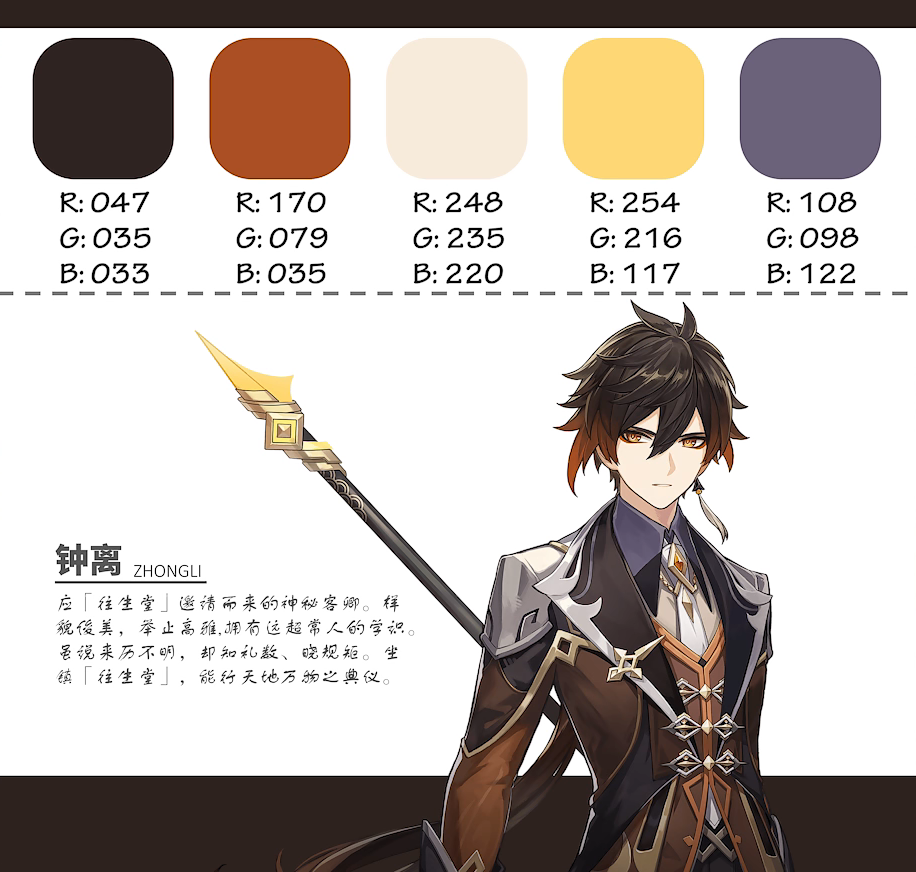 R: 047 R: 170 R: 248 R: 254 R: 108
G: 035 G: 079 G: 235 G: 216 G: 098
B: 033 B: 035 B: 220 B: 117 B: 122
钟离 ZHONGLI
应「往生堂」邀请而来的神秘客卿。样
貌俊美，举止高雅,拥有远超常人的学识。
虽说来历不明，却知礼数、晓规矩。坐
镇「往生堂」，能行天地万物之典仪。